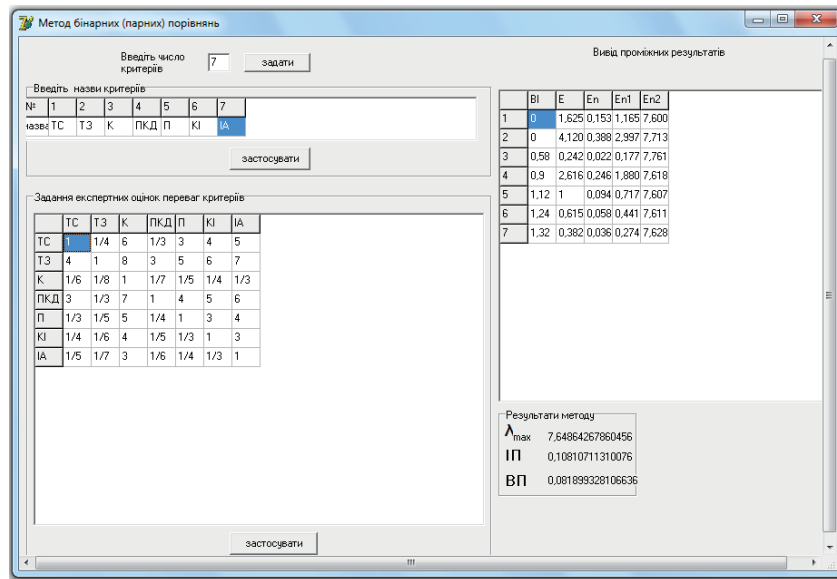 Метод бінарних (парних) порівнянь
Введіть число критеріїв 7 задати
Введіть назви критеріїв
№ 1 2 3 4 5 6 7
назва ТС ТЗ К ПКД П КІ ІА
застосувати
Задання експертних оцінок переваг критеріїв
ТС ТЗ К ПКД П КІ ІА
ТС 1 1/4 6 1/3 3 4 5
ТЗ 4 1 8 3 5 6 7
К 1/6 1/8 1 1/7 1/5 1/4 1/3
ПКД 3 1/3 7 1 4 5 6
П 1/3 1/5 5 1/4 1 3 4
КІ 1/4 1/6 4 1/5 1/3 1 3
ІА 1/5 1/7 3 1/6 1/4 1/3 1
застосувати
Вивід проміжних результатів
ВІ E En En1 En2
1 0 1,625 0,153 1,165 7,600
2 0 4,120 0,388 2,997 7,713
3 0,58 0,242 0,022 0,177 7,761
4 0,9 2,616 0,246 1,880 7,618
5 1,12 1 0,094 0,717 7,607
6 1,24 0,615 0,058 0,441 7,611
7 1,32 0,382 0,036 0,274 7,628
Результати методу
λmax 7,64864267860456
ІП 0,10810711310076
ВП 0,081899328106636